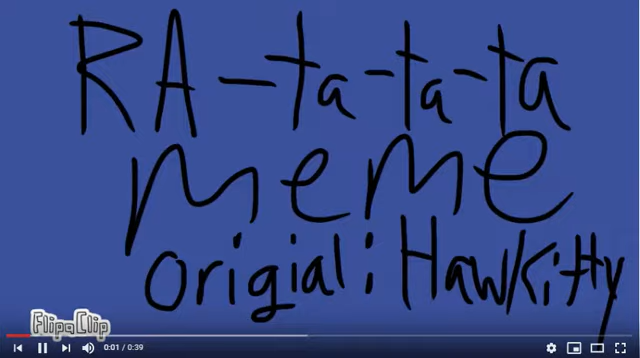 RA-ta-ta-ta
meme
origial: Hawkitty
FlipaClip
0:01 / 0:39